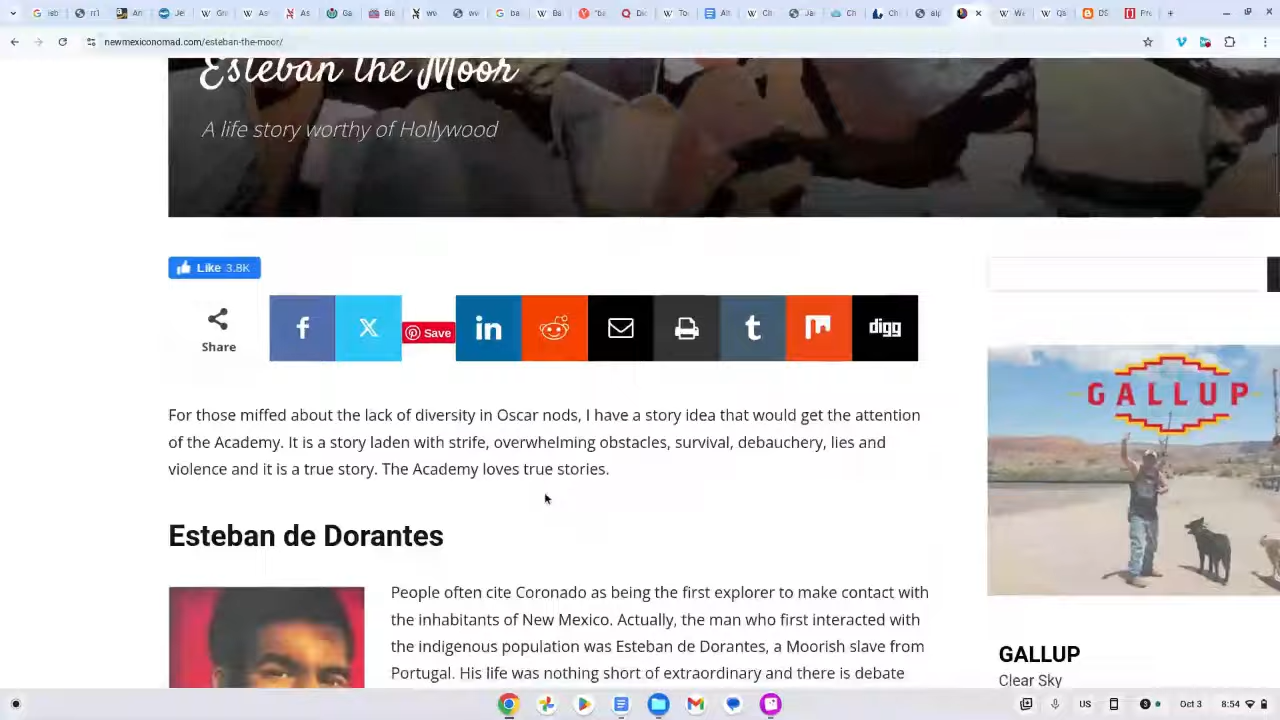 newmexiconomad.com/esteban-the-moor/
Esteban the Moor
A life story worthy of Hollywood
Like 3.8K
Share
Save
digg
For those miffed about the lack of diversity in Oscar nods, I have a story idea that would get the attention
of the Academy. It is a story laden with strife, overwhelming obstacles, survival, debauchery, lies and
violence and it is a true story. The Academy loves true stories.
GALLUP
Esteban de Dorantes
People often cite Coronado as being the first explorer to make contact with
the inhabitants of New Mexico. Actually, the man who first interacted with
the indigenous population was Esteban de Dorantes, a Moorish slave from
Portugal. His life was nothing short of extraordinary and there is debate
GALLUP
Clear Sky
US
Oct 3
8:54